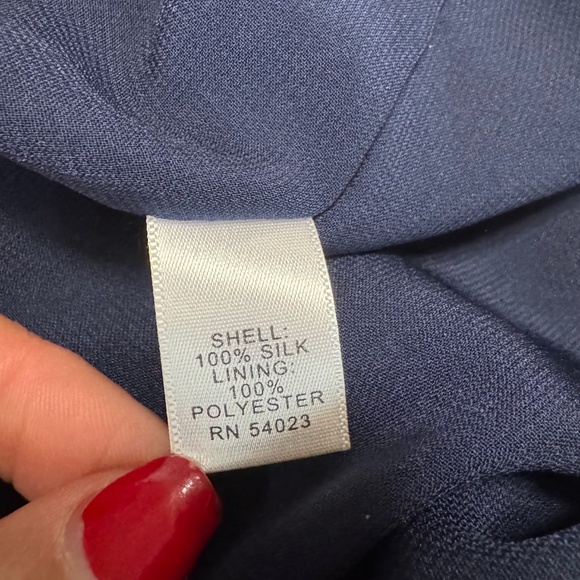 SHELL:
100% SILK
LINING:
100%
POLYESTER
RN 54023